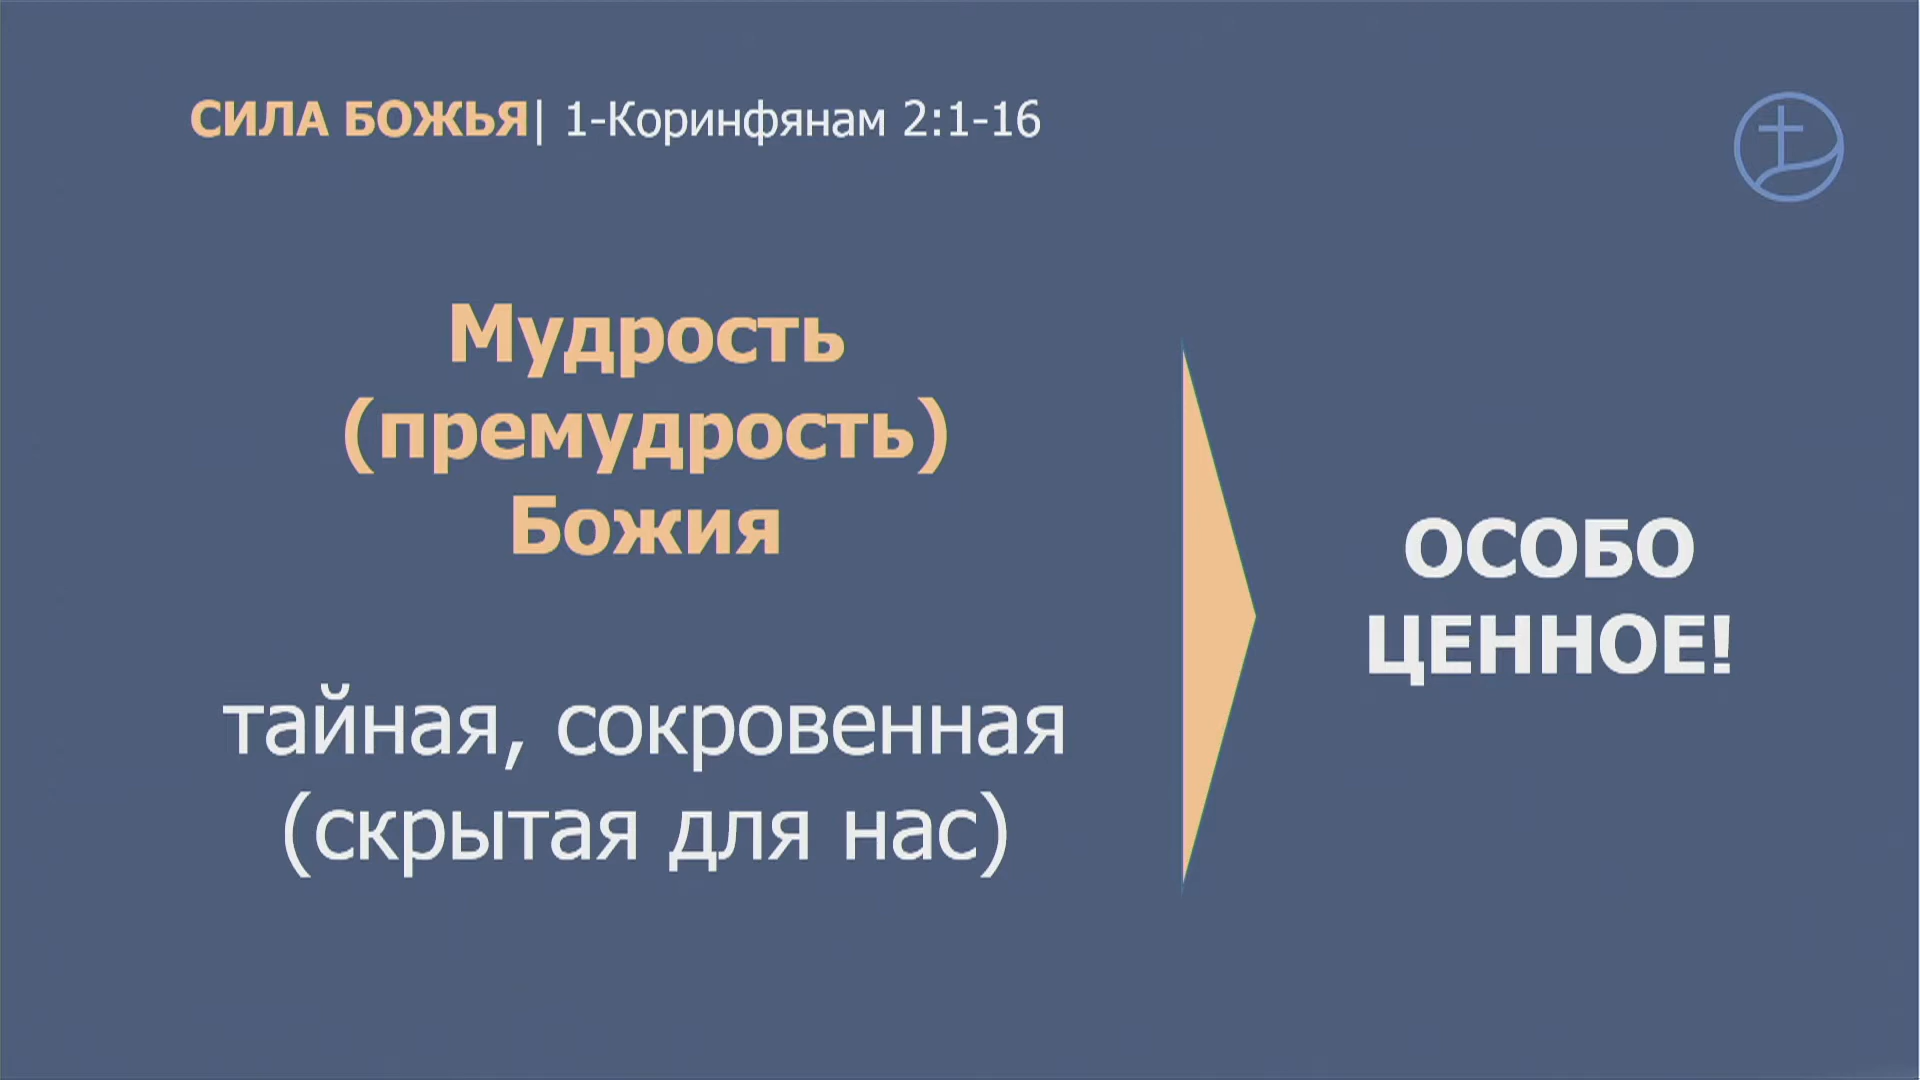 СИЛА БОЖЬЯ| 1-Коринфянам 2:1-16
Мудрость
(премудрость)
Божия
тайная, сокровенная
(скрытая для нас)
ОСОБО
ЦЕННОЕ!